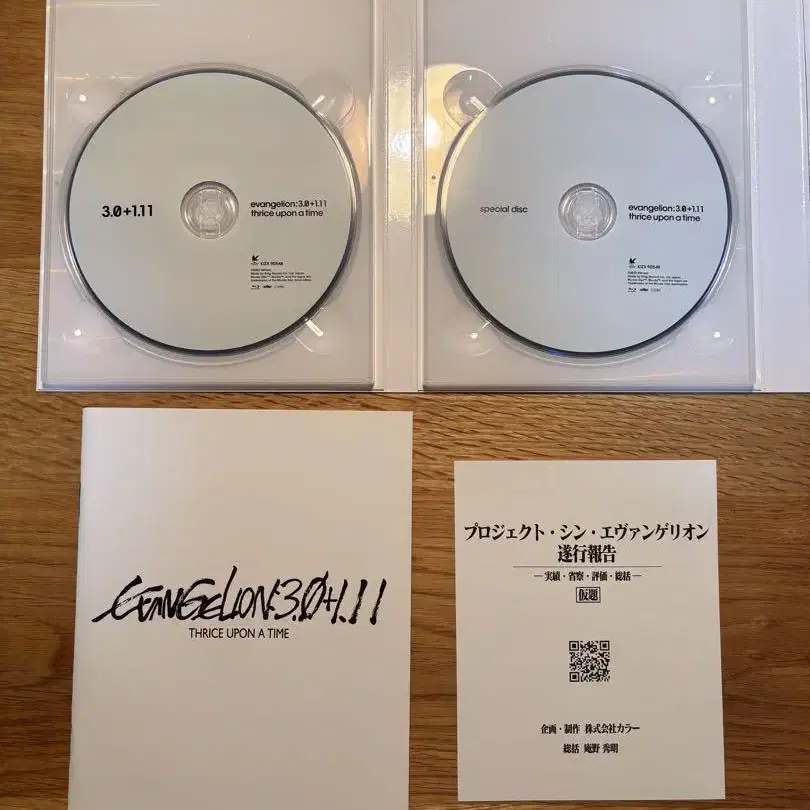 3.0+1.11
evangelion:3.0+1.11
thrice upon a time
KIZX 90548
special disc
evangelion:3.0+1.11
thrice upon a time
EVANGELION:3.0+1.11
THRICE UPON A TIME
プロジェクト・シン・エヴァンゲリオン
遂行報告
―実績・省察・評価・総括―
仮題
企画・制作 株式会社カラー
総括 庵野 秀明